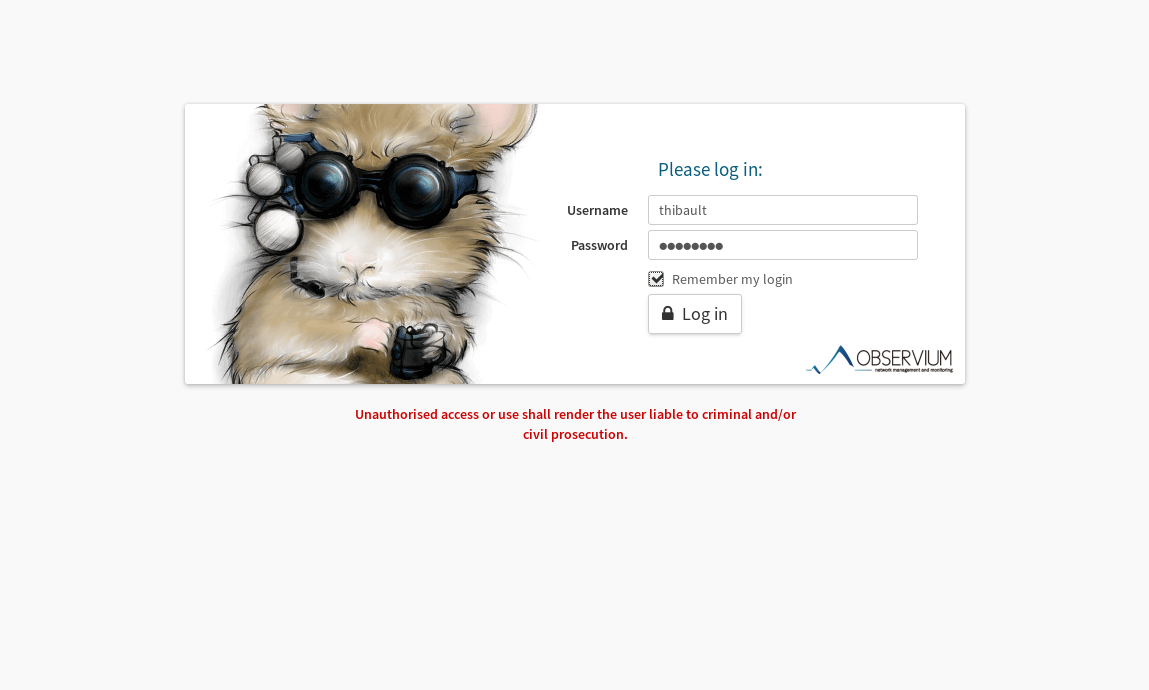 Please log in:
Username
thibault
Password
●●●●●●●●
Remember my login
Log in
OBSERVIUM
network management and monitoring
Unauthorised access or use shall render the user liable to criminal and/or
civil prosecution.